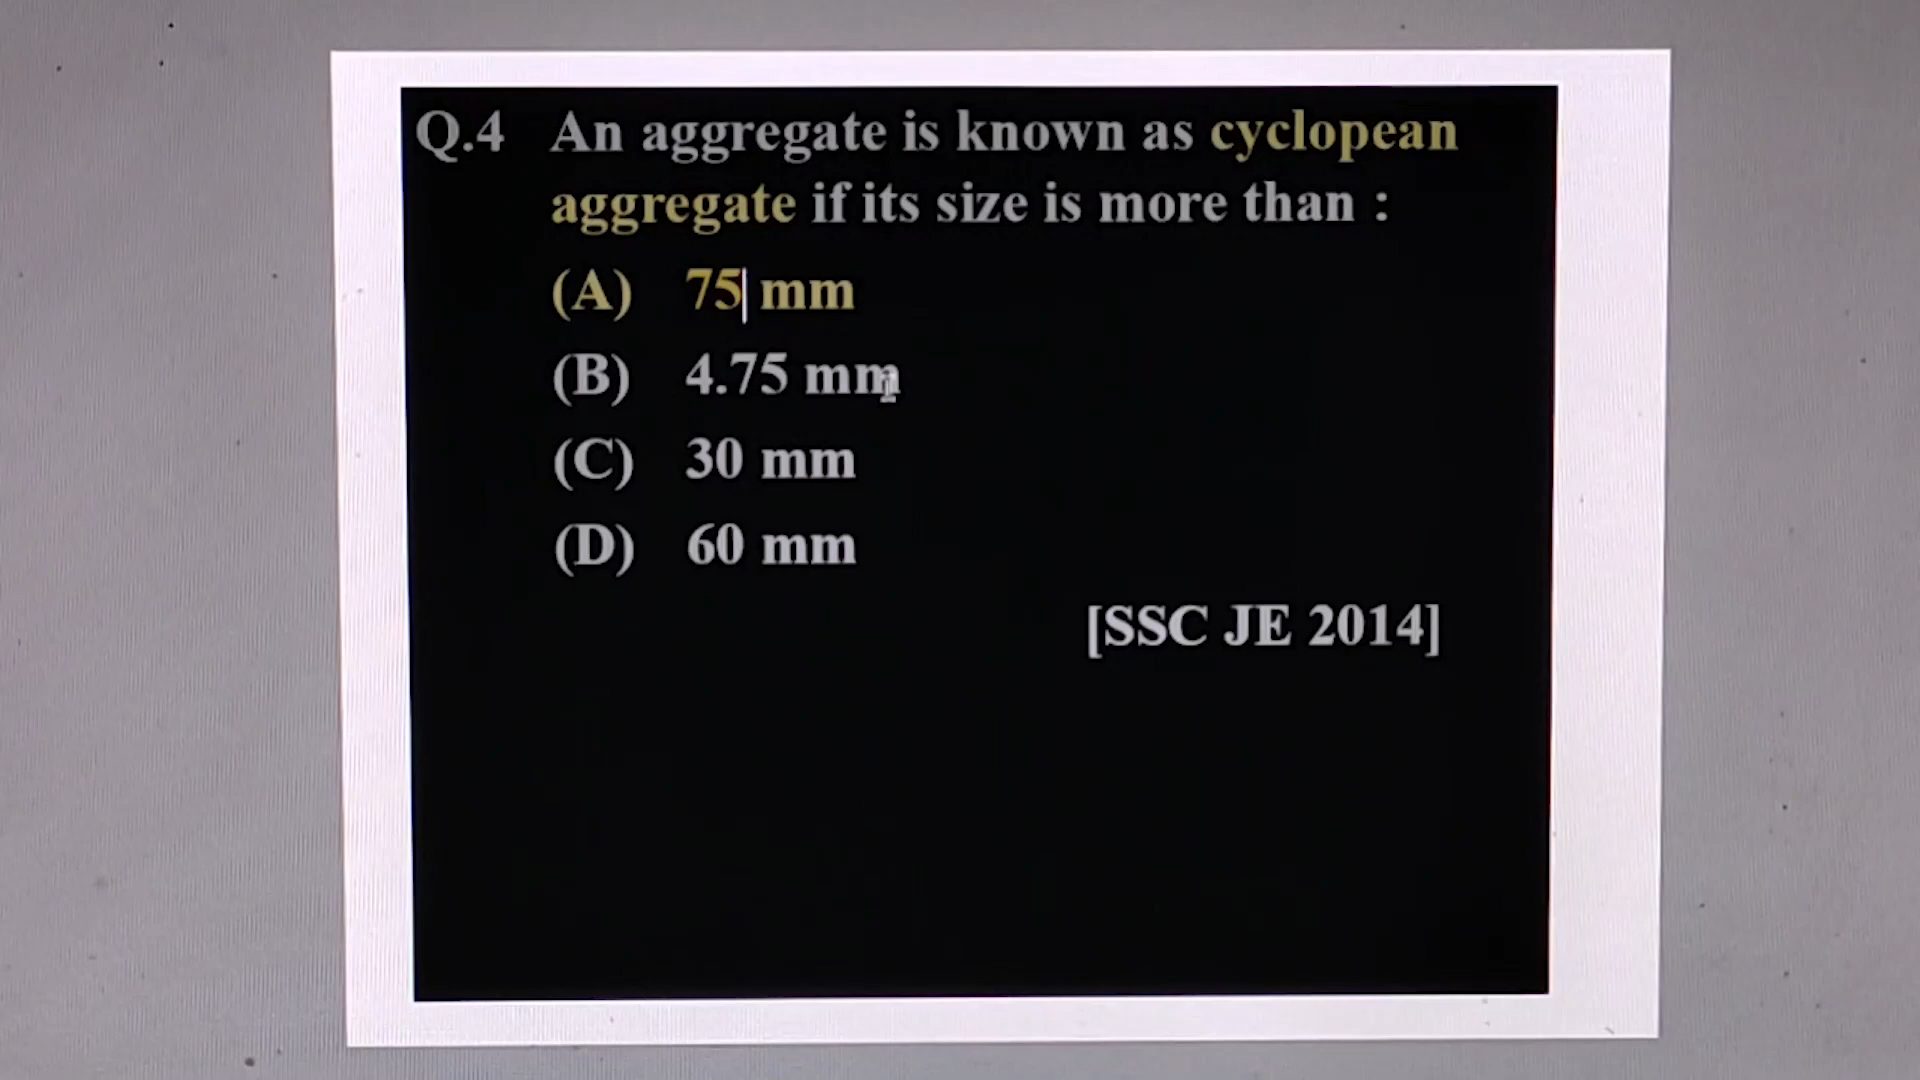 Q.4 An aggregate is known as cyclopean
aggregate if its size is more than :
(A) 75 mm
(B) 4.75 mm
(C) 30 mm
(D) 60 mm
[SSC JE 2014]